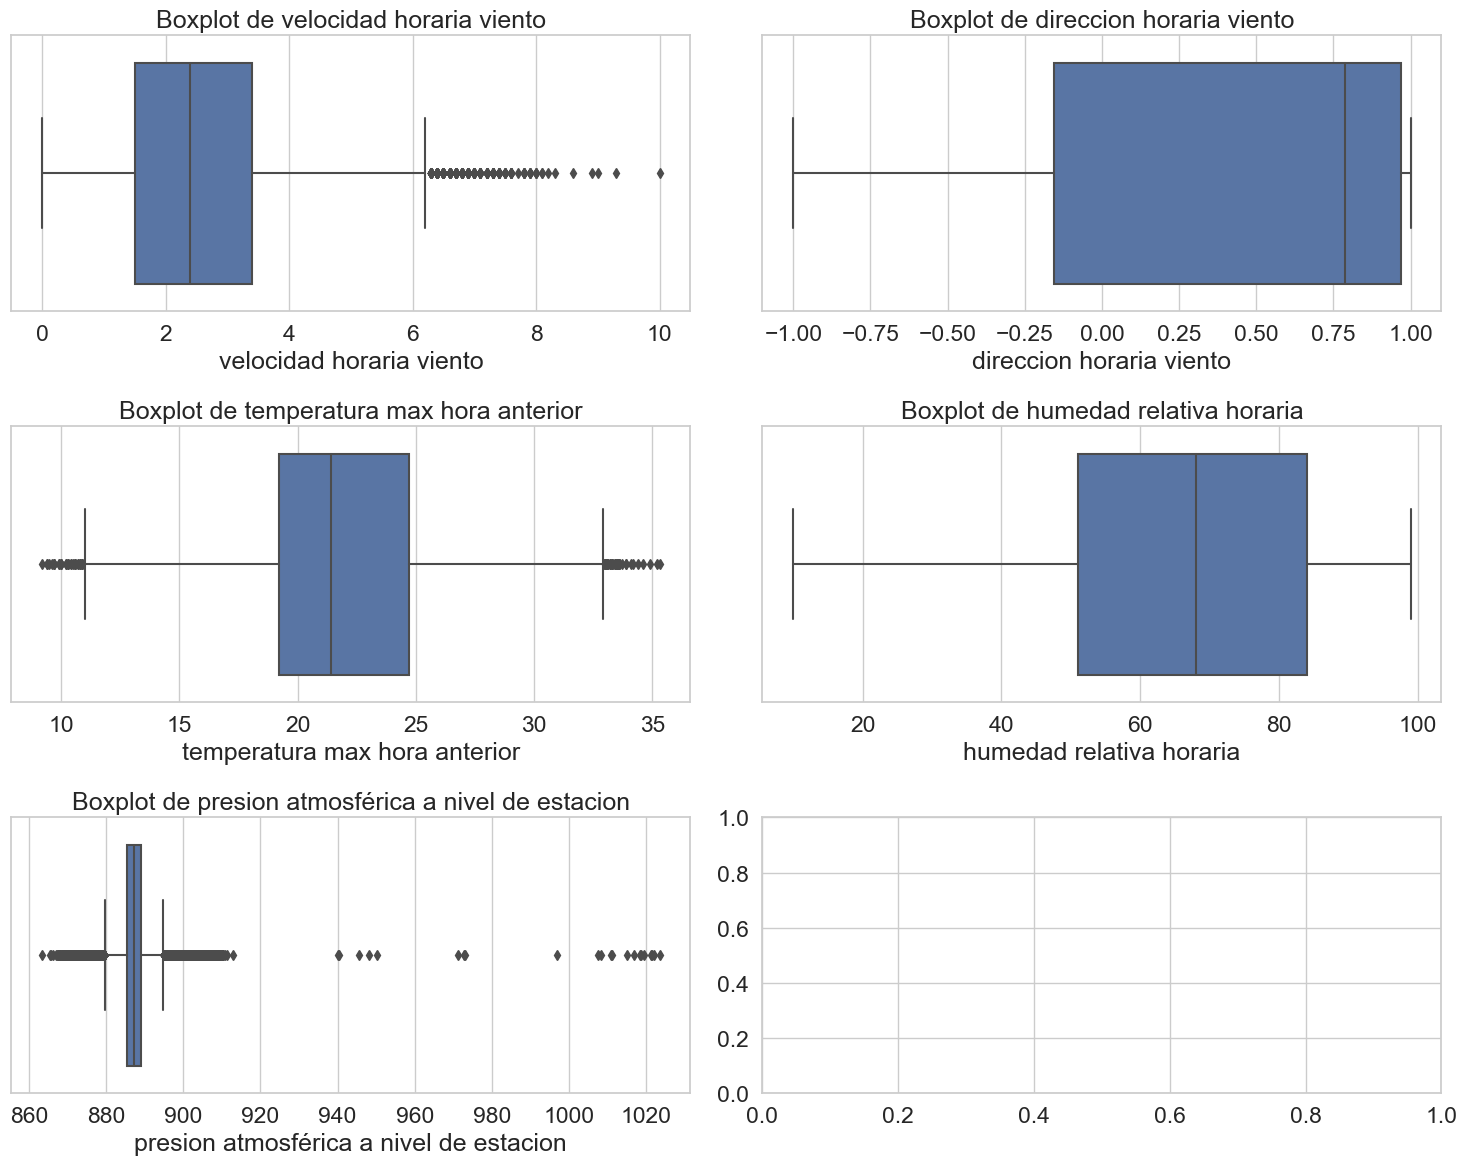 Boxplot de velocidad horaria viento
0 2 4 6 8 10
velocidad horaria viento
Boxplot de direccion horaria viento
−1.00 −0.75 −0.50 −0.25 0.00 0.25 0.50 0.75 1.00
direccion horaria viento
Boxplot de temperatura max hora anterior
10 15 20 25 30 35
temperatura max hora anterior
Boxplot de humedad relativa horaria
20 40 60 80 100
humedad relativa horaria
Boxplot de presion atmosférica a nivel de estacion
860 880 900 920 940 960 980 1000 1020
presion atmosférica a nivel de estacion
1.0
0.8
0.6
0.4
0.2
0.0
0.0 0.2 0.4 0.6 0.8 1.0